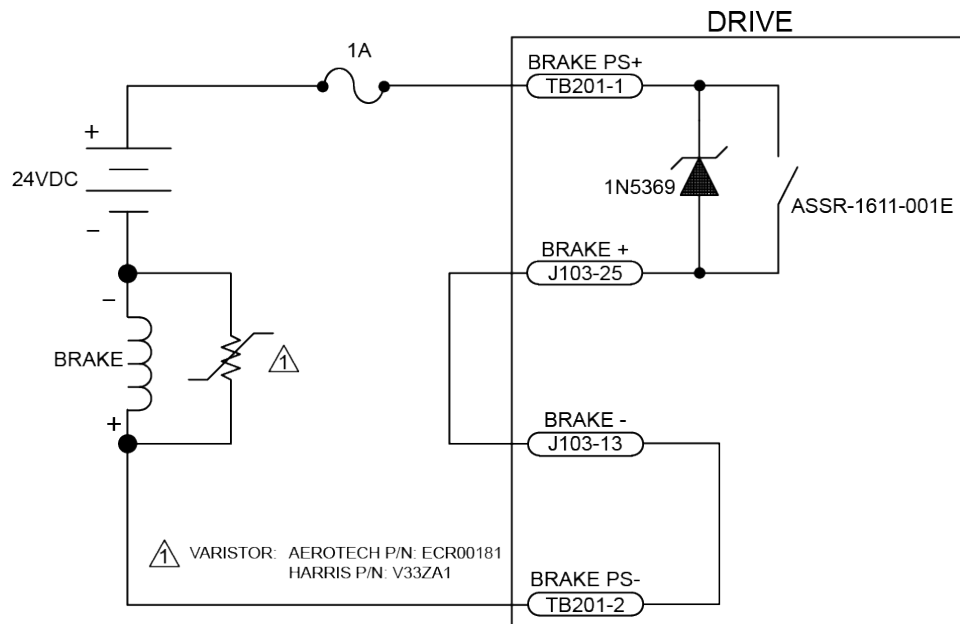 DRIVE
1A
BRAKE PS+
TB201-1
+
24VDC
1N5369
ASSR-1611-001E
−
BRAKE +
J103-25
−
BRAKE
1
+
BRAKE -
J103-13
1 VARISTOR: AEROTECH P/N: ECR00181
HARRIS P/N: V33ZA1
BRAKE PS-
TB201-2